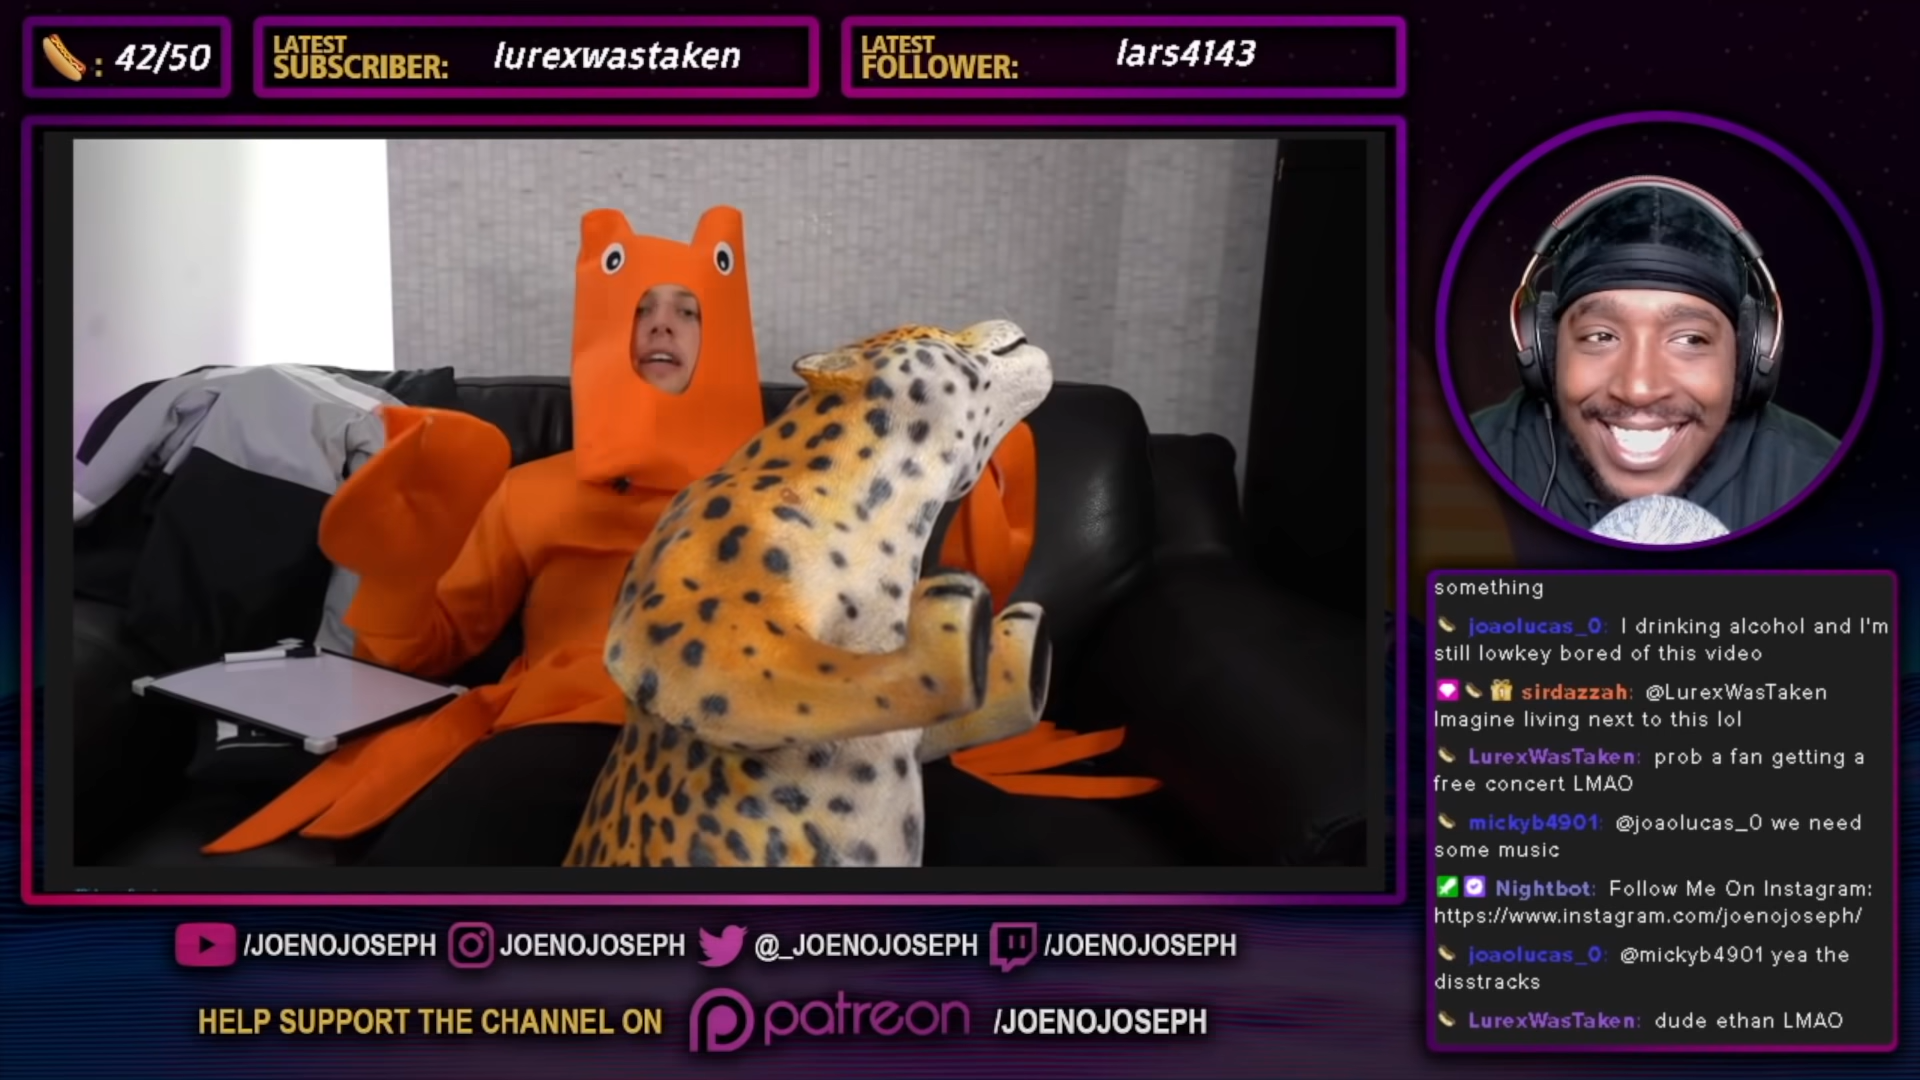 : 42/50
LATEST
SUBSCRIBER:
lurexwastaken
LATEST
FOLLOWER:
lars4143
something
joaolucas_0: I drinking alcohol and I'm
still lowkey bored of this video
sirdazzah: @LurexWasTaken
Imagine living next to this lol
LurexWasTaken: prob a fan getting a
free concert LMAO
mickyb4901: @joaolucas_0 we need
some music
Nightbot: Follow Me On Instagram:
https://www.instagram.com/joenojoseph/
joaolucas_0: @mickyb4901 yea the
disstracks
LurexWasTaken: dude ethan LMAO
/JOENOJOSEPH JOENOJOSEPH @_JOENOJOSEPH /JOENOJOSEPH
HELP SUPPORT THE CHANNEL ON patreon /JOENOJOSEPH